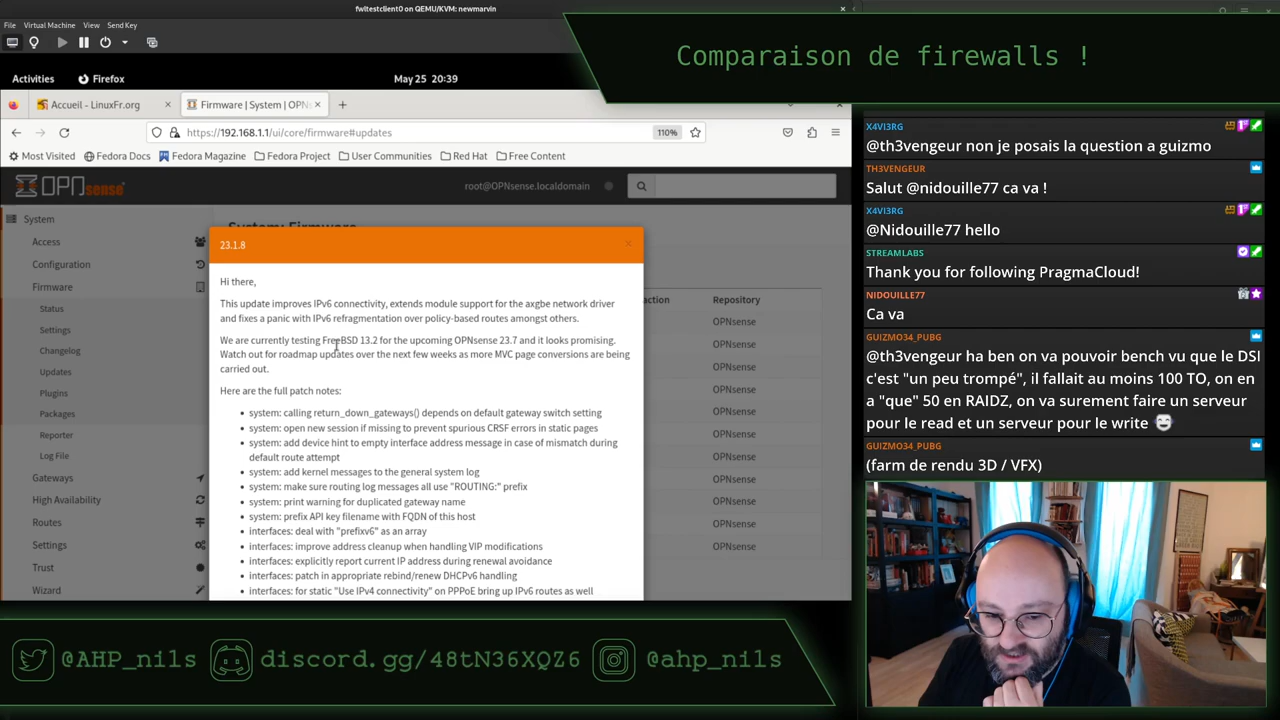 fwltestclient0 on QEMU/KVM: newmarvin
File Virtual Machine View Send Key
Activities Firefox May 25 20:39
Accueil - LinuxFr.org Firmware | System | OPN
https://192.168.1.1/ui/core/firmware#updates 110%
Most Visited Fedora Docs Fedora Magazine Fedora Project User Communities Red Hat Free Content
OPNsense root@OPNsense.localdomain
System
Access
Configuration
Firmware
Status
Settings
Changelog
Updates
Plugins
Packages
Reporter
Log File
Gateways
High Availability
Routes
Settings
Trust
Wizard
System: Firmware
23.1.8
Hi there,
This update improves IPv6 connectivity, extends module support for the axgbe network driver
and fixes a panic with IPv6 refragmentation over policy-based routes amongst others.
We are currently testing FreeBSD 13.2 for the upcoming OPNsense 23.7 and it looks promising.
Watch out for roadmap updates over the next few weeks as more MVC page conversions are being
carried out.
Here are the full patch notes:
system: calling return_down_gateways() depends on default gateway switch setting
system: open new session if missing to prevent spurious CRSF errors in static pages
system: add device hint to empty interface address message in case of mismatch during
default route attempt
system: add kernel messages to the general system log
system: make sure routing log messages all use "ROUTING:" prefix
system: print warning for duplicated gateway name
system: prefix API key filename with FQDN of this host
interfaces: deal with "prefixv6" as an array
interfaces: improve address cleanup when handling VIP modifications
interfaces: explicitly report current IP address during renewal avoidance
interfaces: patch in appropriate rebind/renew DHCPv6 handling
interfaces: for static "Use IPv4 connectivity" on PPPoE bring up IPv6 routes as well
Repository
OPNsense
OPNsense
OPNsense
OPNsense
OPNsense
OPNsense
OPNsense
OPNsense
OPNsense
OPNsense
OPNsense
Comparaison de firewalls !
X4VI3RG
@th3vengeur non je posais la question a guizmo
TH3VENGEUR
Salut @nidouille77 ca va !
X4VI3RG
@Nidouille77 hello
STREAMLABS
Thank you for following PragmaCloud!
NIDOUILLE77
Ca va
GUIZMO34_PUBG
@th3vengeur ha ben on va pouvoir bench vu que le DSI
c'est "un peu trompé", il fallait au moins 100 TO, on en
a "que" 50 en RAIDZ, on va surement faire un serveur
pour le read et un serveur pour le write
GUIZMO34_PUBG
(farm de rendu 3D / VFX)
@AHP_nils discord.gg/48tN36XQZ6 @ahp_nils